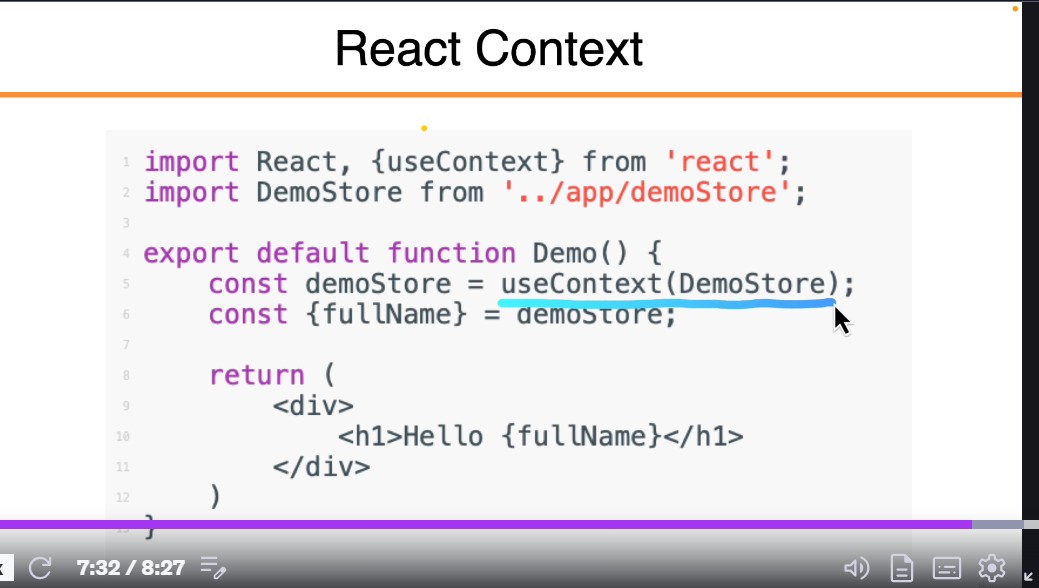 React Context
1 import React, {useContext} from 'react';
2 import DemoStore from '../app/demoStore';
3
4 export default function Demo() {
5 const demoStore = useContext(DemoStore);
6 const {fullName} = demoStore;
7
8 return (
9 <div>
10 <h1>Hello {fullName}</h1>
11 </div>
12 )
}
7:32 / 8:27